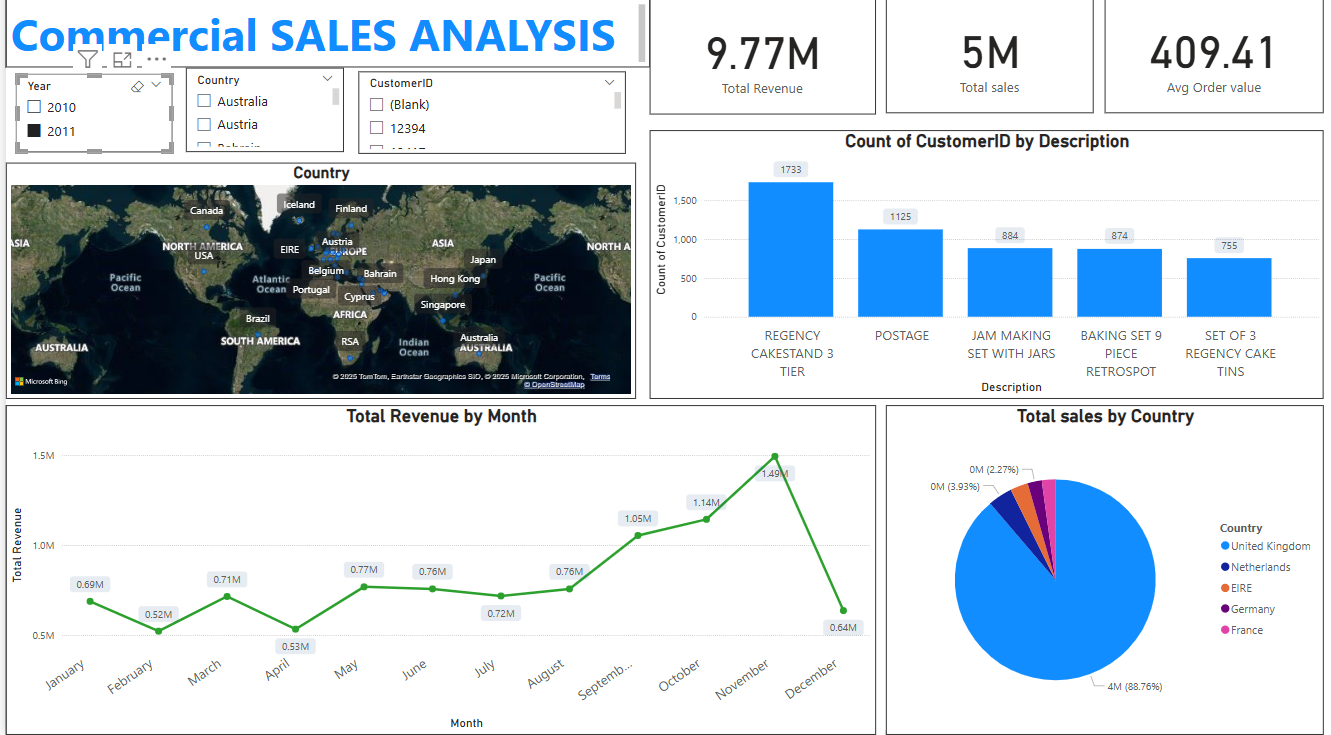 Commercial SALES ANALYSIS
Year
2010
2011
Country
Australia
Austria
CustomerID
(Blank)
12394
9.77M
Total Revenue
5M
Total sales
409.41
Avg Order value
Country
Canada
Iceland
Finland
NORTH AMERICA
USA
EIRE
Austria
EUROPE
ASIA
ASIA
NORTH A
Japan
Pacific
Ocean
Atlantic
Ocean
Belgium
Bahrain
Hong Kong
Pacific
Ocean
Portugal
Cyprus
Singapore
AFRICA
Brazil
SOUTH AMERICA
RSA
Indian
Ocean
Australia
AUSTRALIA
AUSTRALIA
Microsoft Bing
© 2025 TomTom, Earthstar Geographics SIO, © 2025 Microsoft Corporation, Terms
© OpenStreetMap
Count of CustomerID by Description
Count of CustomerID
1,500
1,000
500
0
1733
1125
884
874
755
REGENCY
CAKESTAND 3
TIER
POSTAGE
JAM MAKING
SET WITH JARS
BAKING SET 9
PIECE
RETROSPOT
SET OF 3
REGENCY CAKE
TINS
Description
Total Revenue by Month
Total Revenue
1.5M
1.0M
0.5M
0.69M
0.52M
0.71M
0.53M
0.77M
0.76M
0.72M
0.76M
1.05M
1.14M
1.49M
0.64M
January
February
March
April
May
June
July
August
Septemb...
October
November
December
Month
Total sales by Country
0M (2.27%)
0M (3.93%)
4M (88.76%)
Country
United Kingdom
Netherlands
EIRE
Germany
France